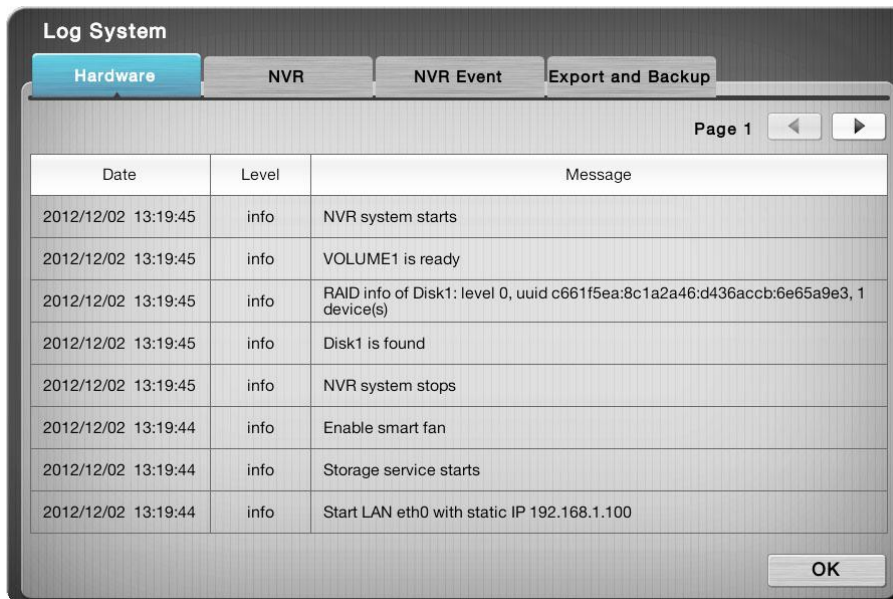 Log System
Hardware
NVR
NVR Event
Export and Backup
Page 1
Date Level Message
2012/12/02 13:19:45 info NVR system starts
2012/12/02 13:19:45 info VOLUME1 is ready
2012/12/02 13:19:45 info RAID info of Disk1: level 0, uuid c661f5ea:8c1a2a46:d436accb:6e65a9e3, 1
device(s)
2012/12/02 13:19:45 info Disk1 is found
2012/12/02 13:19:45 info NVR system stops
2012/12/02 13:19:44 info Enable smart fan
2012/12/02 13:19:44 info Storage service starts
2012/12/02 13:19:44 info Start LAN eth0 with static IP 192.168.1.100
OK